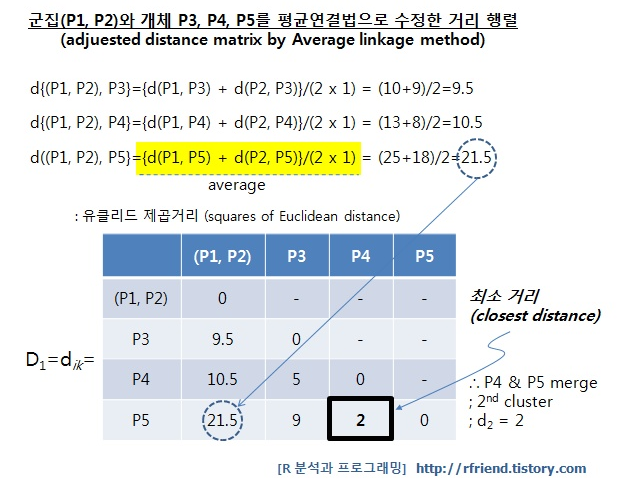 군집(P1, P2)와 개체 P3, P4, P5를 평균연결법으로 수정한 거리 행렬
(adjuested distance matrix by Average linkage method)
d{(P1, P2), P3}={d(P1, P3) + d(P2, P3)}/(2 x 1) = (10+9)/2=9.5
d{(P1, P2), P4}={d(P1, P4) + d(P2, P4)}/(2 x 1) = (13+8)/2=10.5
d((P1, P2), P5}={d(P1, P5) + d(P2, P5)}/(2 x 1) = (25+18)/2=21.5
average
: 유클리드 제곱거리 (squares of Euclidean distance)
(P1, P2) P3 P4 P5
(P1, P2) 0 - - -
P3 9.5 0 - -
P4 10.5 5 0 -
P5 21.5 9 2 0
D1=dik=
최소 거리
(closest distance)
∴ P4 & P5 merge
; 2nd cluster
; d2 = 2
[R 분석과 프로그래밍] http://rfriend.tistory.com